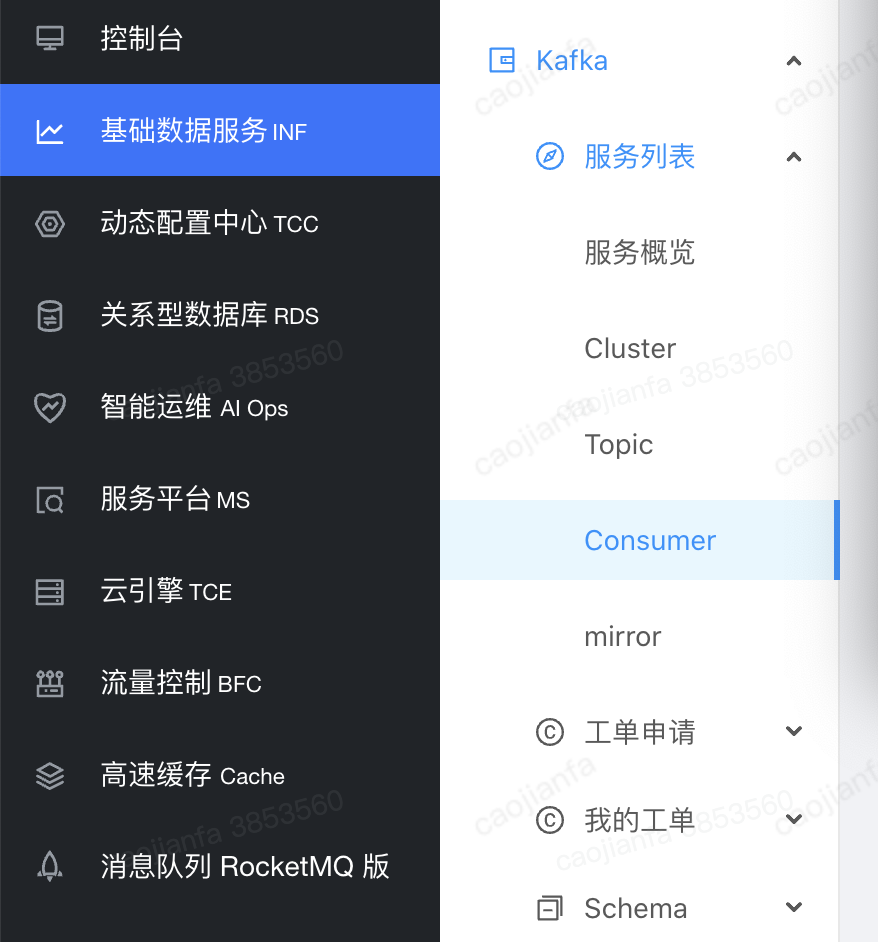 控制台
基础数据服务 INF
动态配置中心 TCC
关系型数据库 RDS
智能运维 AI Ops
服务平台 MS
云引擎 TCE
流量控制 BFC
高速缓存 Cache
消息队列 RocketMQ 版
Kafka
服务列表
服务概览
Cluster
Topic
Consumer
mirror
工单申请
我的工单
Schema
caojianfa
caojianfa 3853560
caojianfa 3853560
caojianfa
caojianfa
caojianfa 3853560
caojianfa 3853560